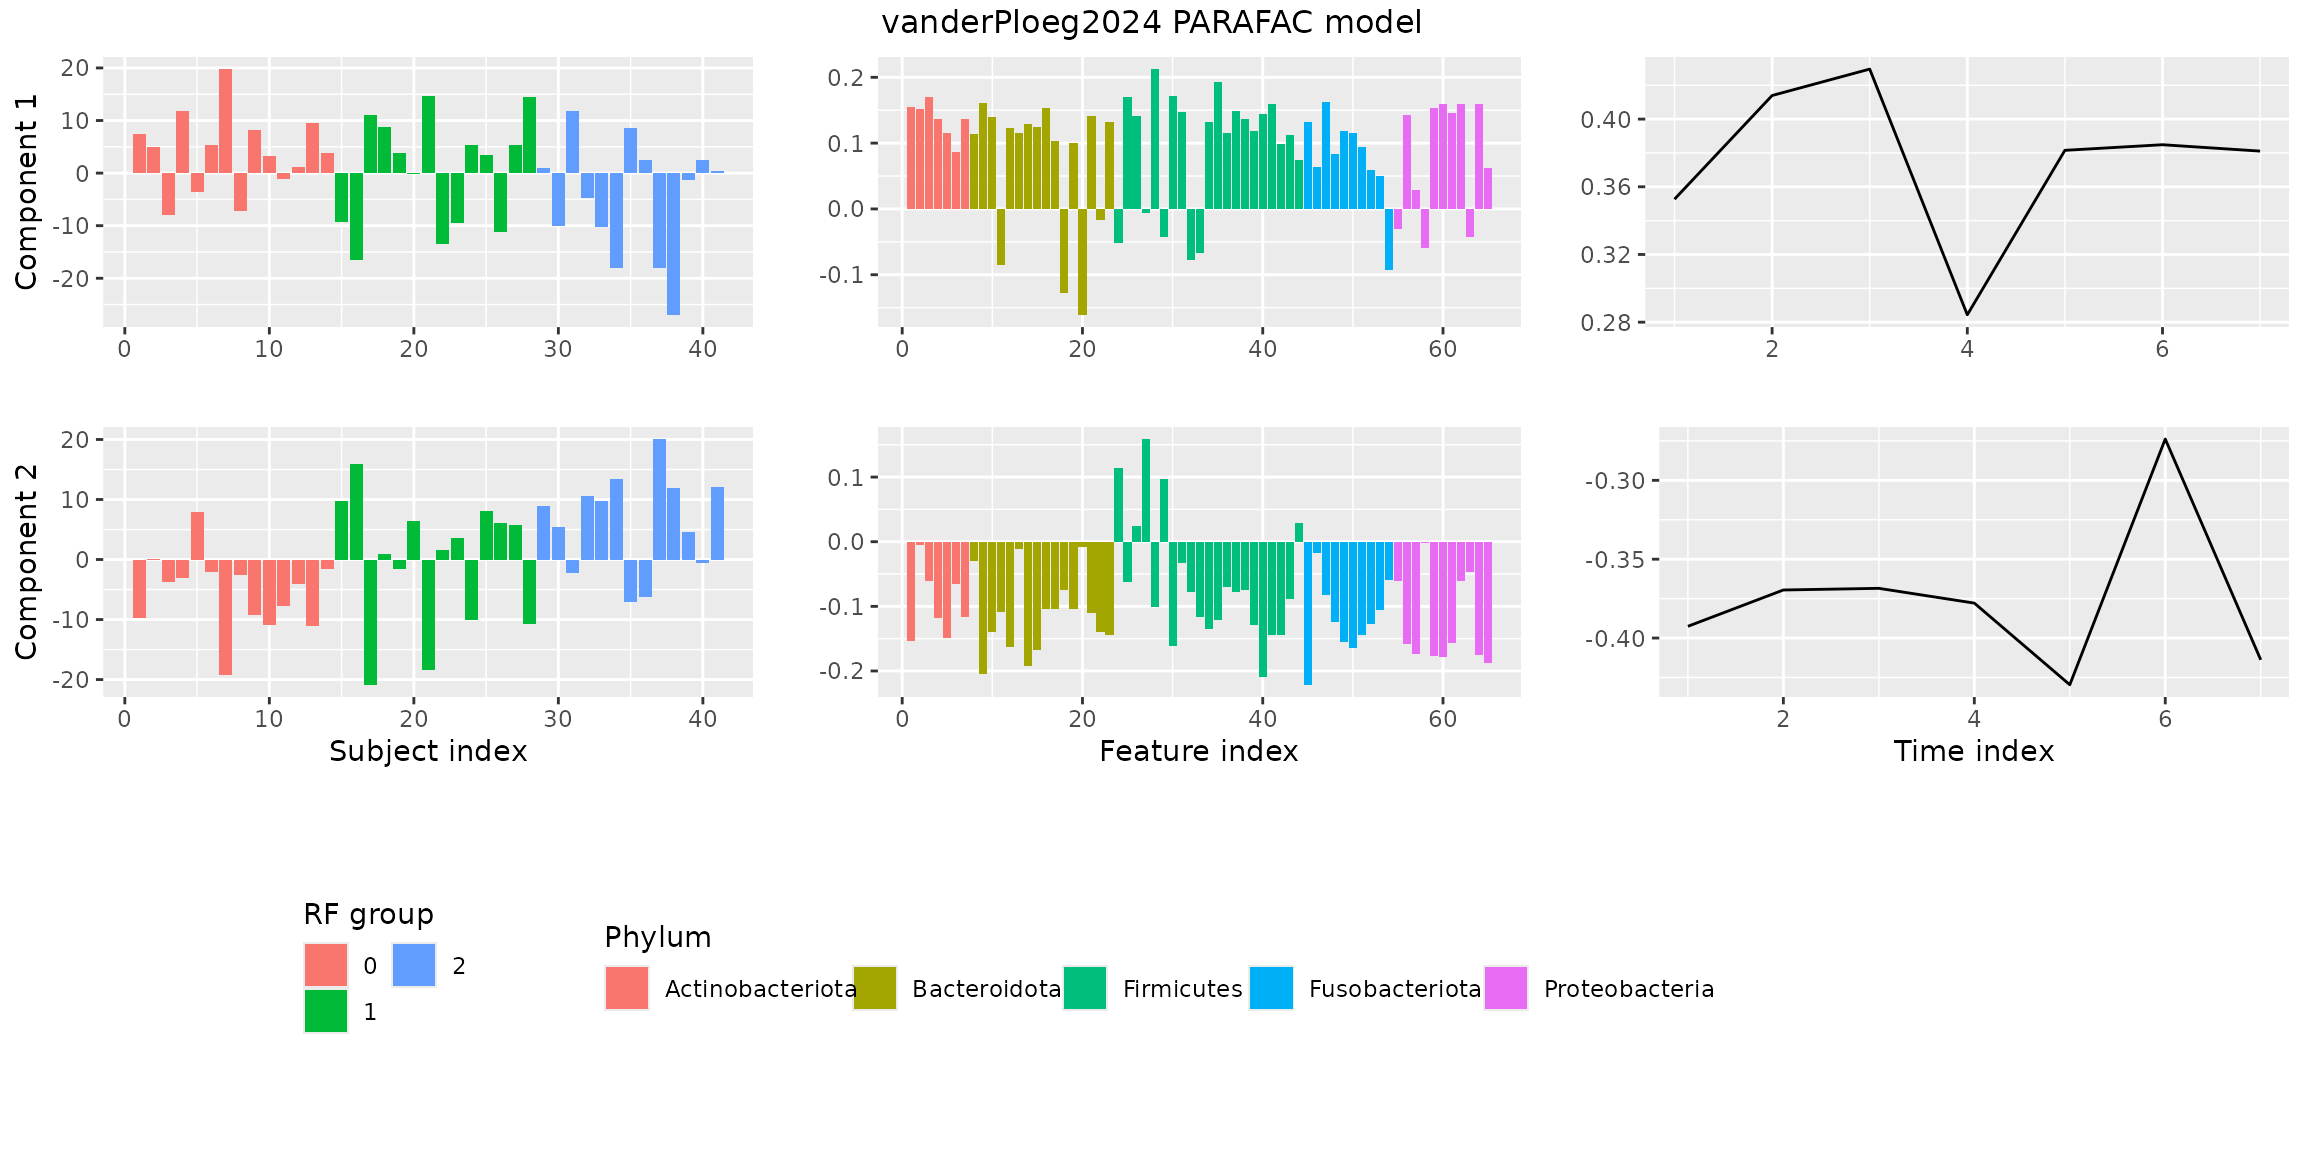 vanderPloeg2024 PARAFAC model
Component 1
20
10
0
-10
-20
0 10 20 30 40
0.2
0.1
0.0
-0.1
0 20 40 60
0.40
0.36
0.32
0.28
2 4 6
Component 2
20
10
0
-10
-20
0 10 20 30 40
Subject index
0.1
0.0
-0.1
-0.2
0 20 40 60
Feature index
-0.30
-0.35
-0.40
2 4 6
Time index
RF group
0 2
1
Phylum
Actinobacteriota Bacteroidota Firmicutes Fusobacteriota Proteobacteria